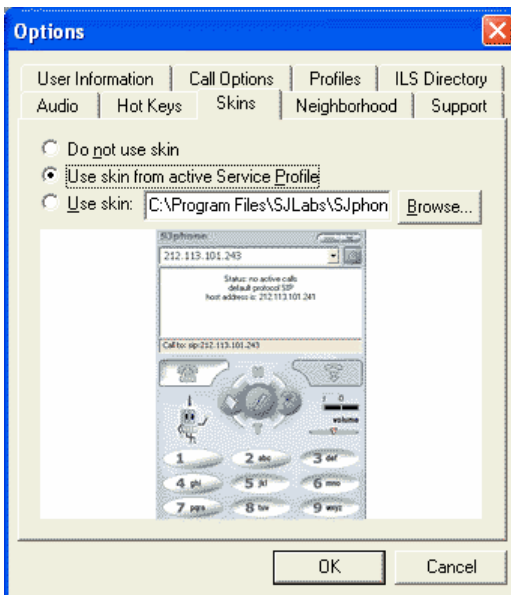 Options
User Information Call Options Profiles ILS Directory
Audio Hot Keys Skins Neighborhood Support
Do not use skin
Use skin from active Service Profile
Use skin: C:\Program Files\SJLabs\SJphon Browse...
SJphone
212.113.101.243
Status: no active calls
default protocol SIP
host address is: 212.113.101.241
Call to: sip:212.113.101.243
volume
1 2 abc 3 def
4 ghi 5 jkl 6 mno
7 pqrs 8 tuv 9 wxyz
OK Cancel